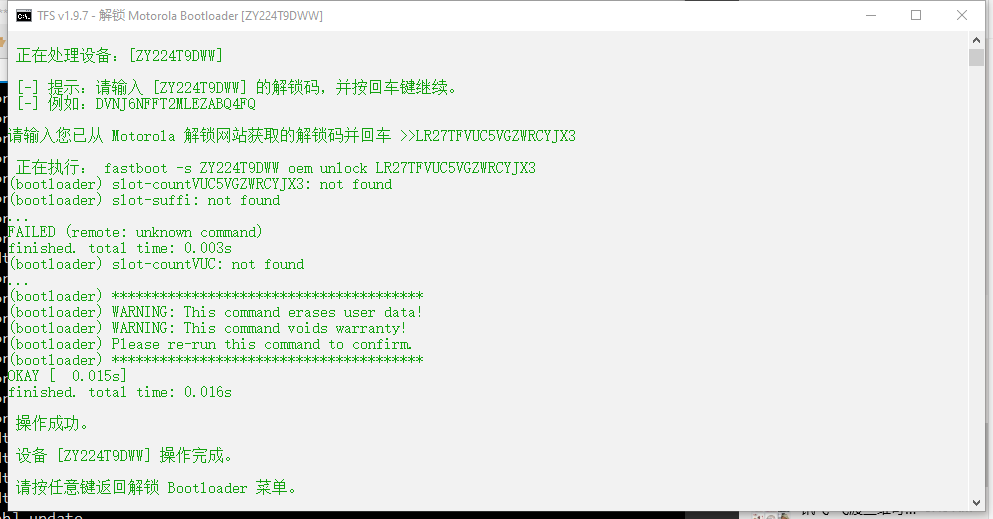 TFS v1.9.7 - 解锁 Motorola Bootloader [ZY224T9DWW]
正在处理设备: [ZY224T9DWW]
[-] 提示: 请输入 [ZY224T9DWW] 的解锁码, 并按回车键继续。
[-] 例如: DVNJ6NFFT2MLEZABQ4FQ
请输入您已从 Motorola 解锁网站获取的解锁码并回车 >>LR27TFVUC5VGZWRCYJX3
正在执行: fastboot -s ZY224T9DWW oem unlock LR27TFVUC5VGZWRCYJX3
(bootloader) slot-countVUC5VGZWRCYJX3: not found
(bootloader) slot-suffi: not found
...
FAILED (remote: unknown command)
finished. total time: 0.003s
(bootloader) slot-countVUC: not found
...
(bootloader) ***************************************
(bootloader) WARNING: This command erases user data!
(bootloader) WARNING: This command voids warranty!
(bootloader) Please re-run this command to confirm.
(bootloader) ***************************************
OKAY [  0.015s]
finished. total time: 0.016s
操作成功。
设备 [ZY224T9DWW] 操作完成。
请按任意键返回解锁 Bootloader 菜单。